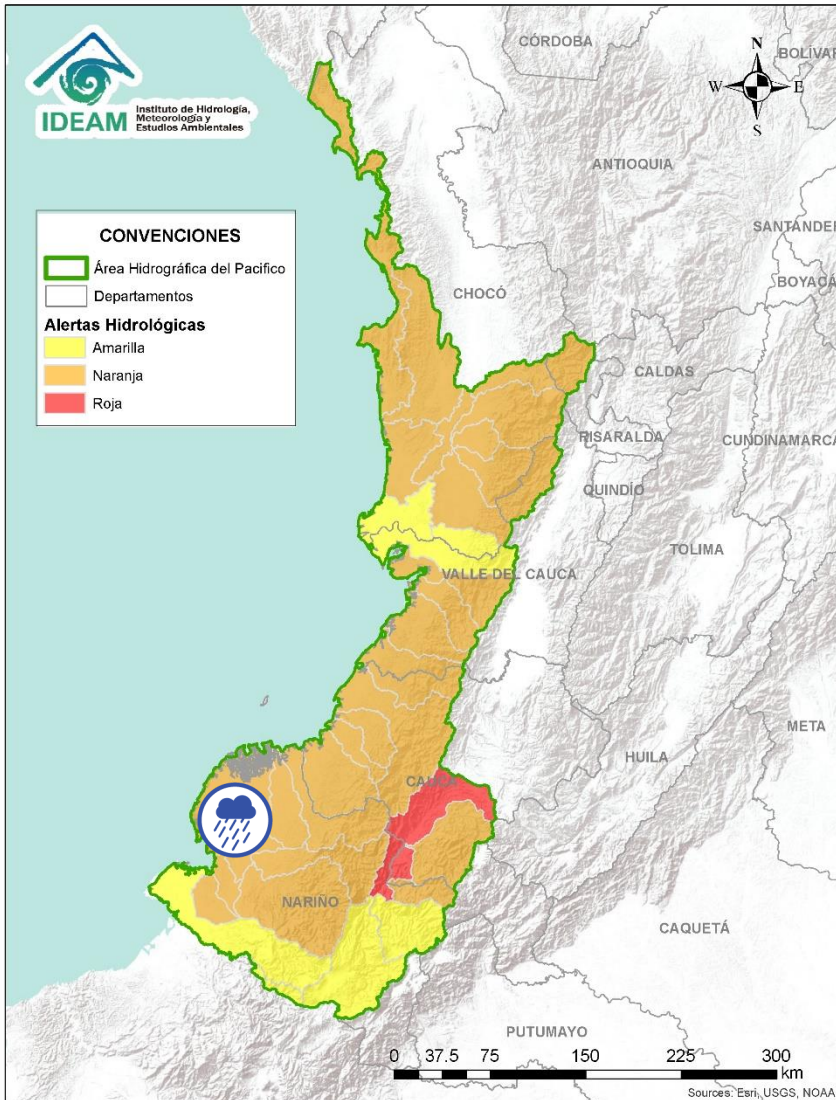 IDEAM
Instituto de Hidrología,
Meteorología y
Estudios Ambientales
CÓRDOBA
BOLÍVAR
N
W
E
S
ANTIOQUIA
SANTANDER
BOYACÁ
CONVENCIONES
Área Hidrográfica del Pacifico
Departamentos
Alertas Hidrológicas
Amarilla
Naranja
Roja
CHOCÓ
CALDAS
RISARALDA
CUNDINAMARCA
QUINDÍO
TOLIMA
VALLE DEL CAUCA
META
HUILA
CAUCA
NARIÑO
CAQUETÁ
PUTUMAYO
0 37.5 75 150 225 300
km
Sources: Esri, USGS, NOAA